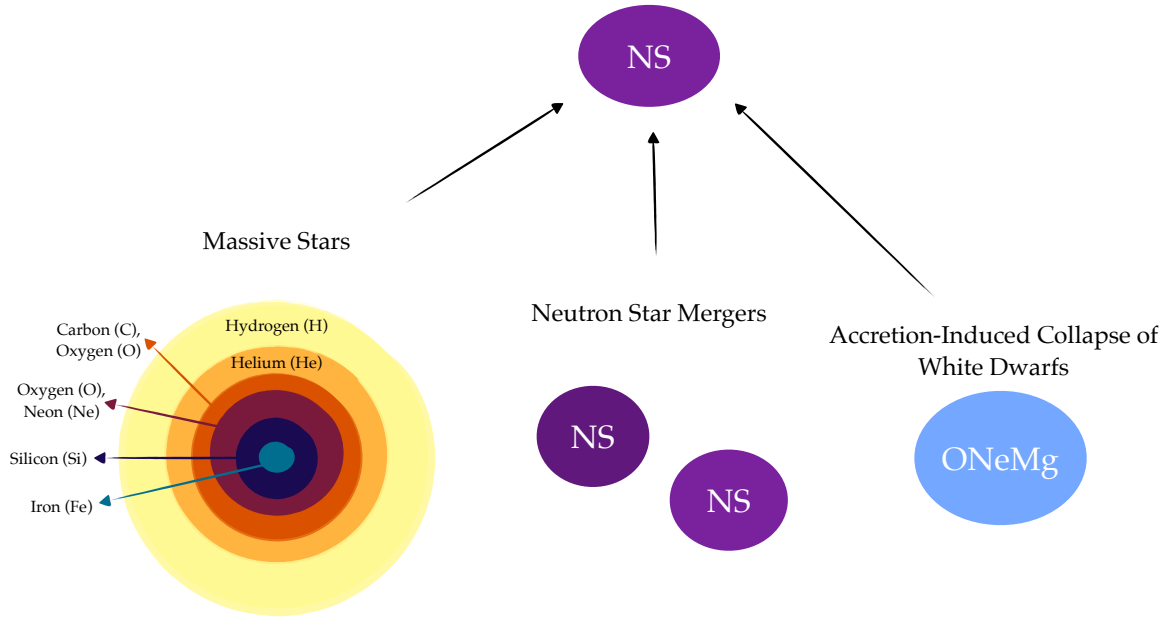 NS
Massive Stars
Hydrogen (H)
Helium (He)
Carbon (C),
Oxygen (O)
Oxygen (O),
Neon (Ne)
Silicon (Si)
Iron (Fe)
Neutron Star Mergers
NS
NS
Accretion-Induced Collapse of
White Dwarfs
ONeMg